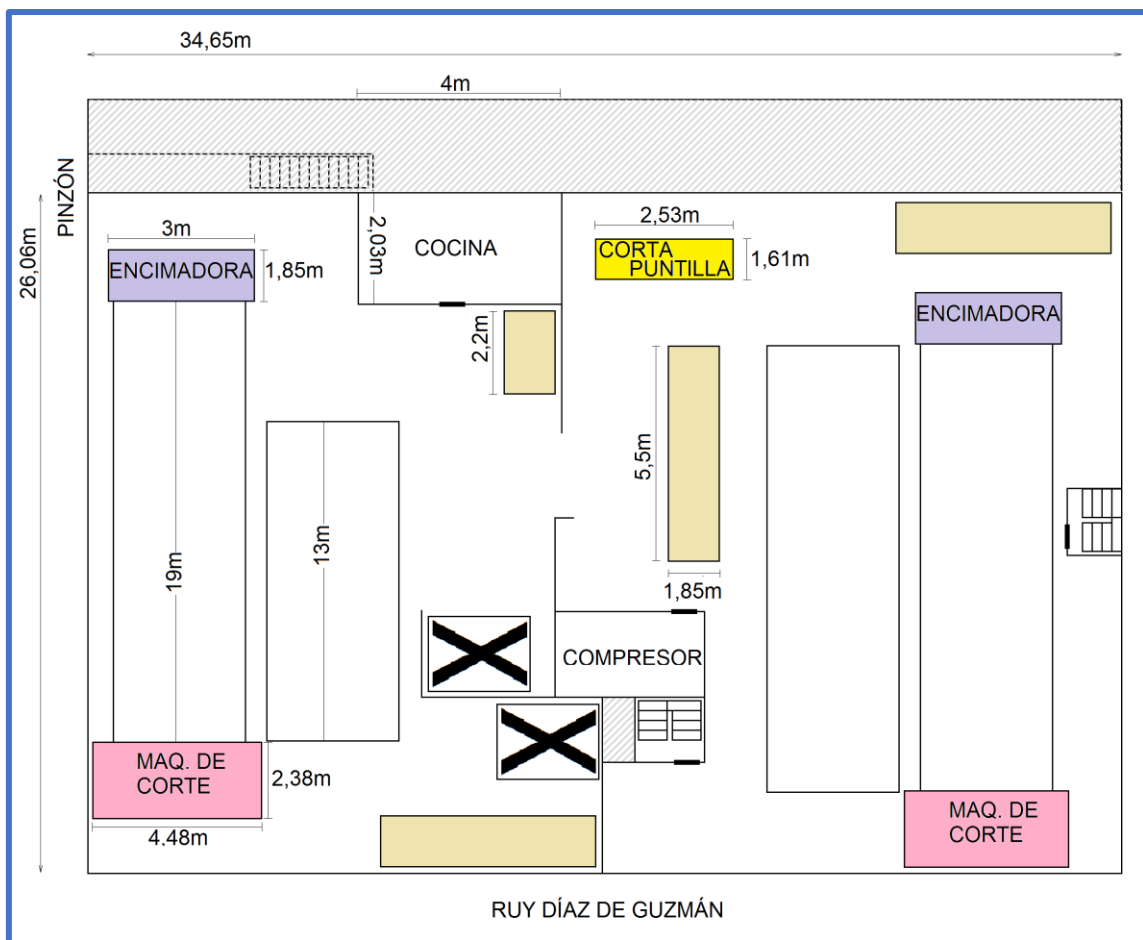 34,65m
4m
PINZÓN
26,06m
3m
ENCIMADORA
1,85m
2,03m
COCINA
2,53m
CORTA
PUNTILLA
1,61m
ENCIMADORA
2,2m
5,5m
19m
13m
1,85m
COMPRESOR
MAQ. DE
CORTE
2,38m
4.48m
MAQ. DE
CORTE
RUY DÍAZ DE GUZMÁN